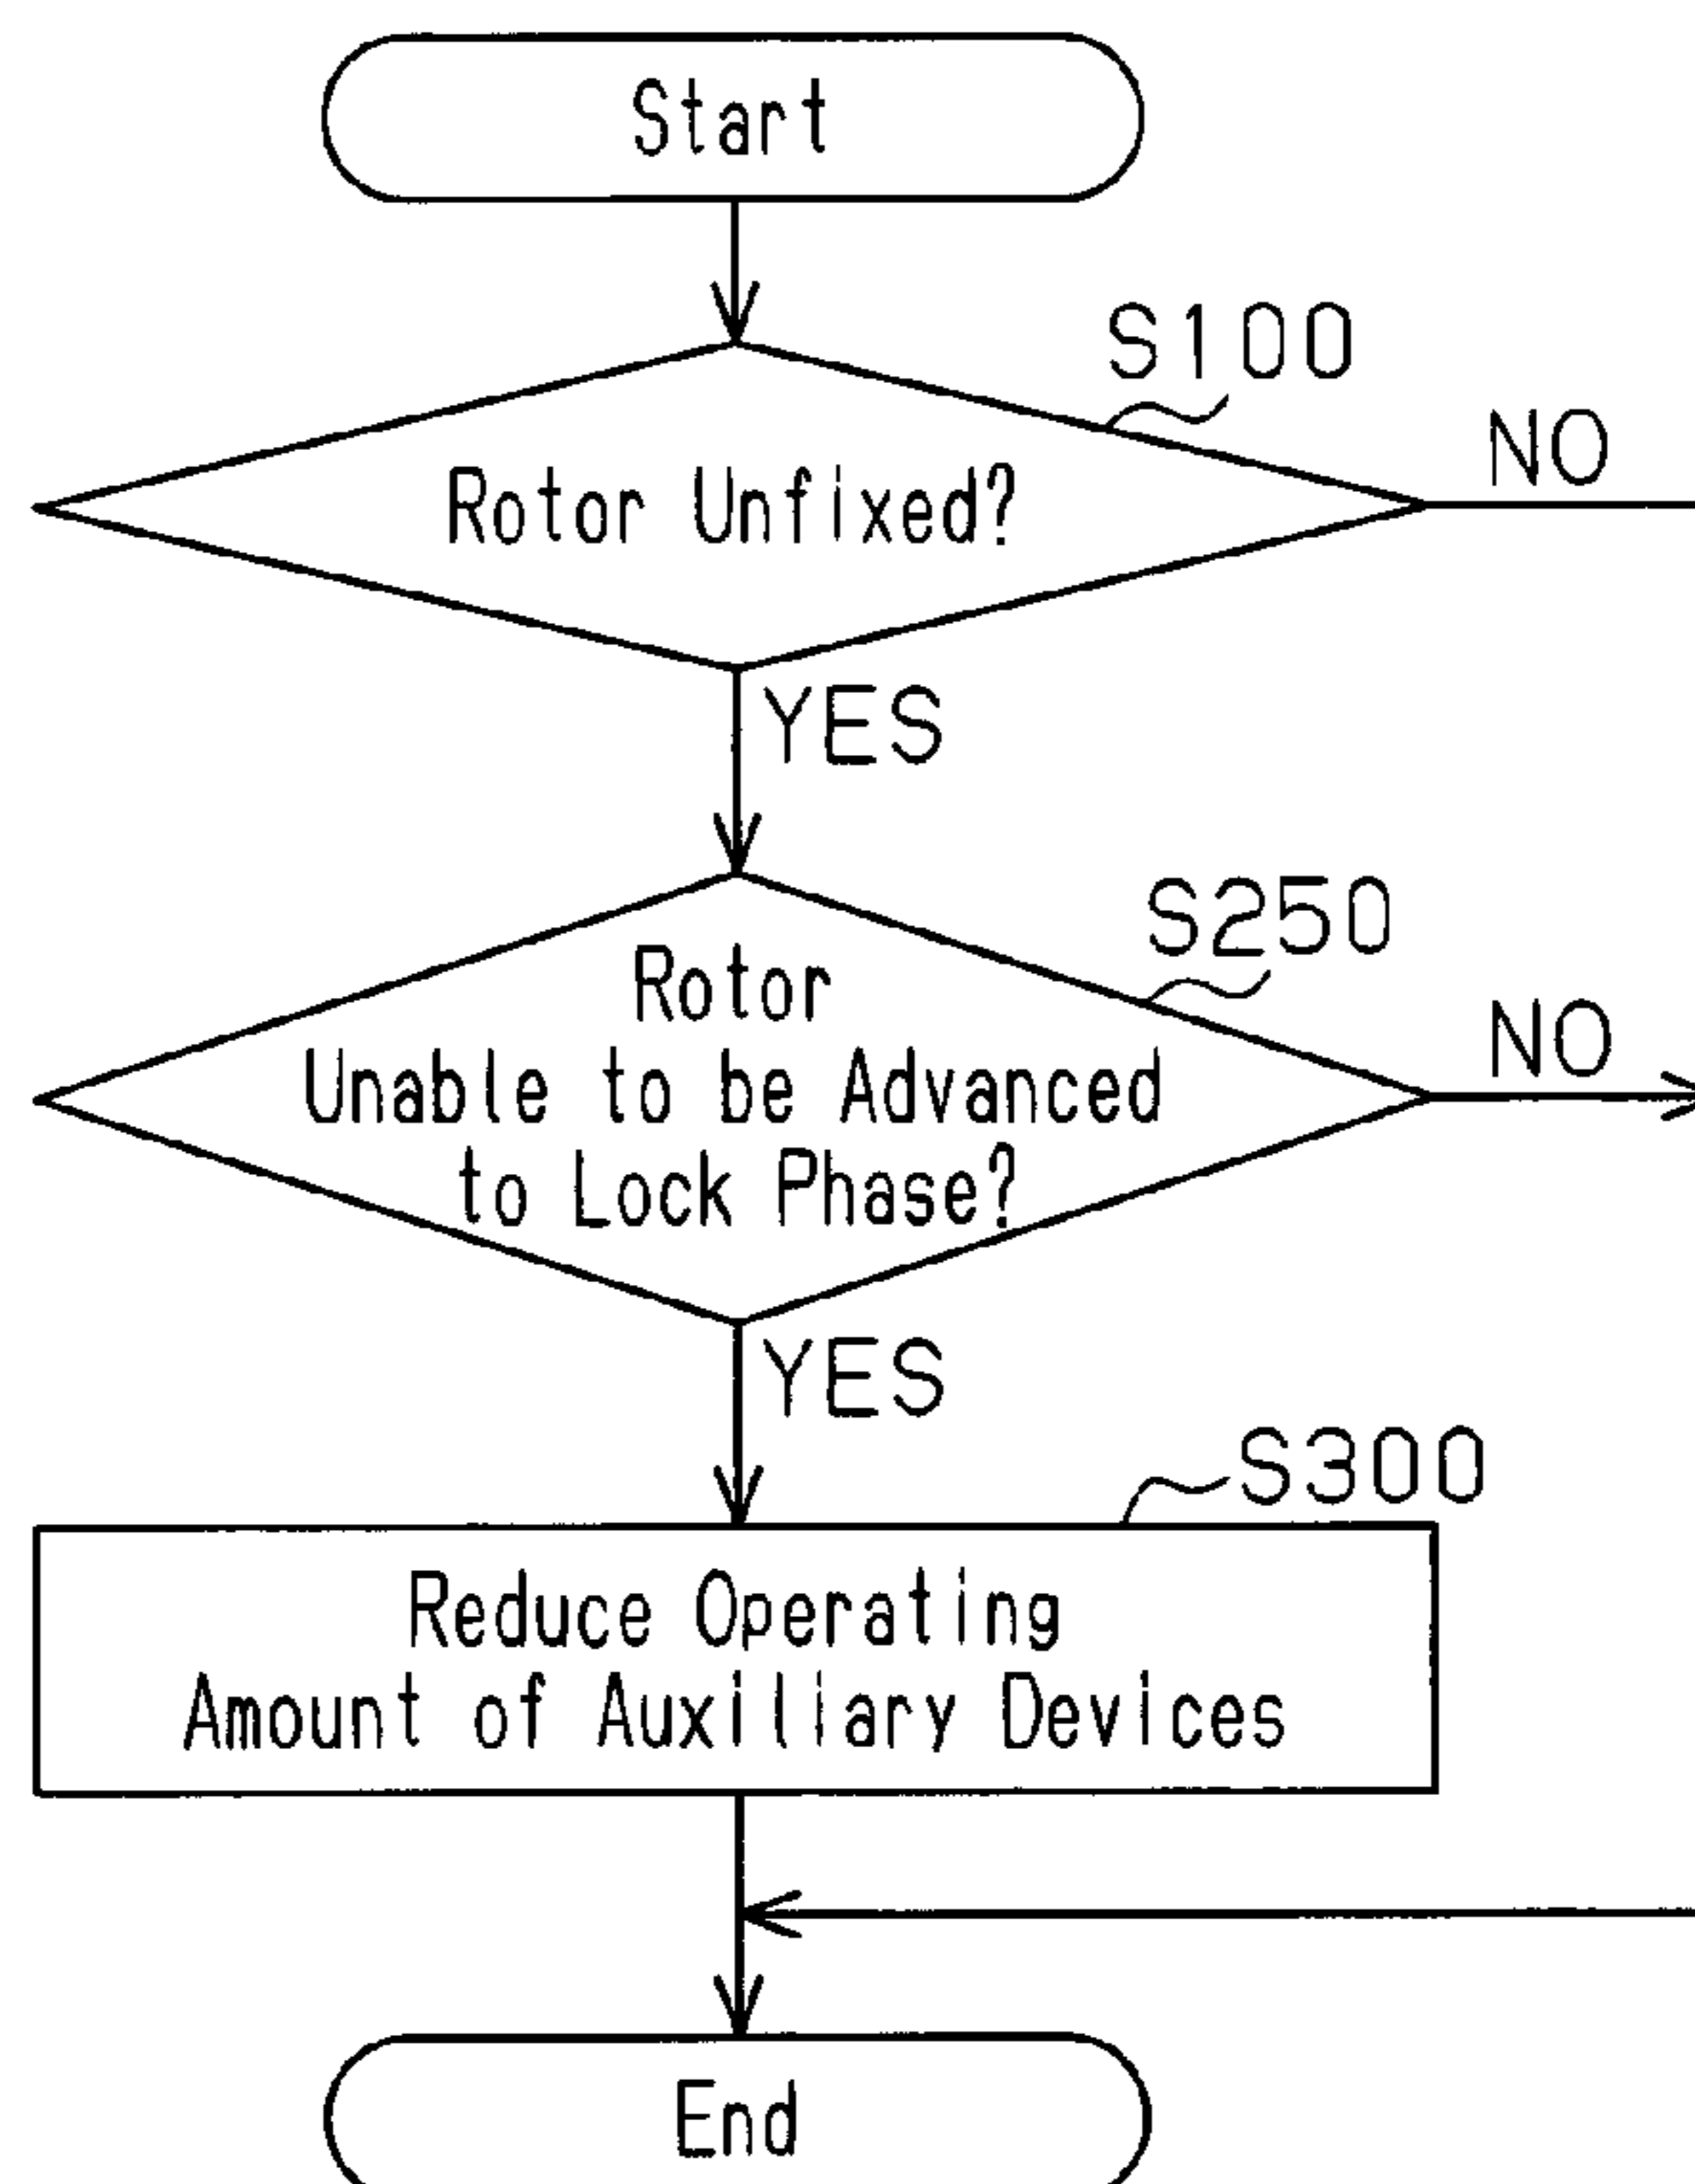 Start
S100
NO
Rotor Unfixed?
YES
S250
NO
Rotor
Unable to be Advanced
to Lock Phase?
YES
S300
Reduce Operating
Amount of Auxiliary Devices
End